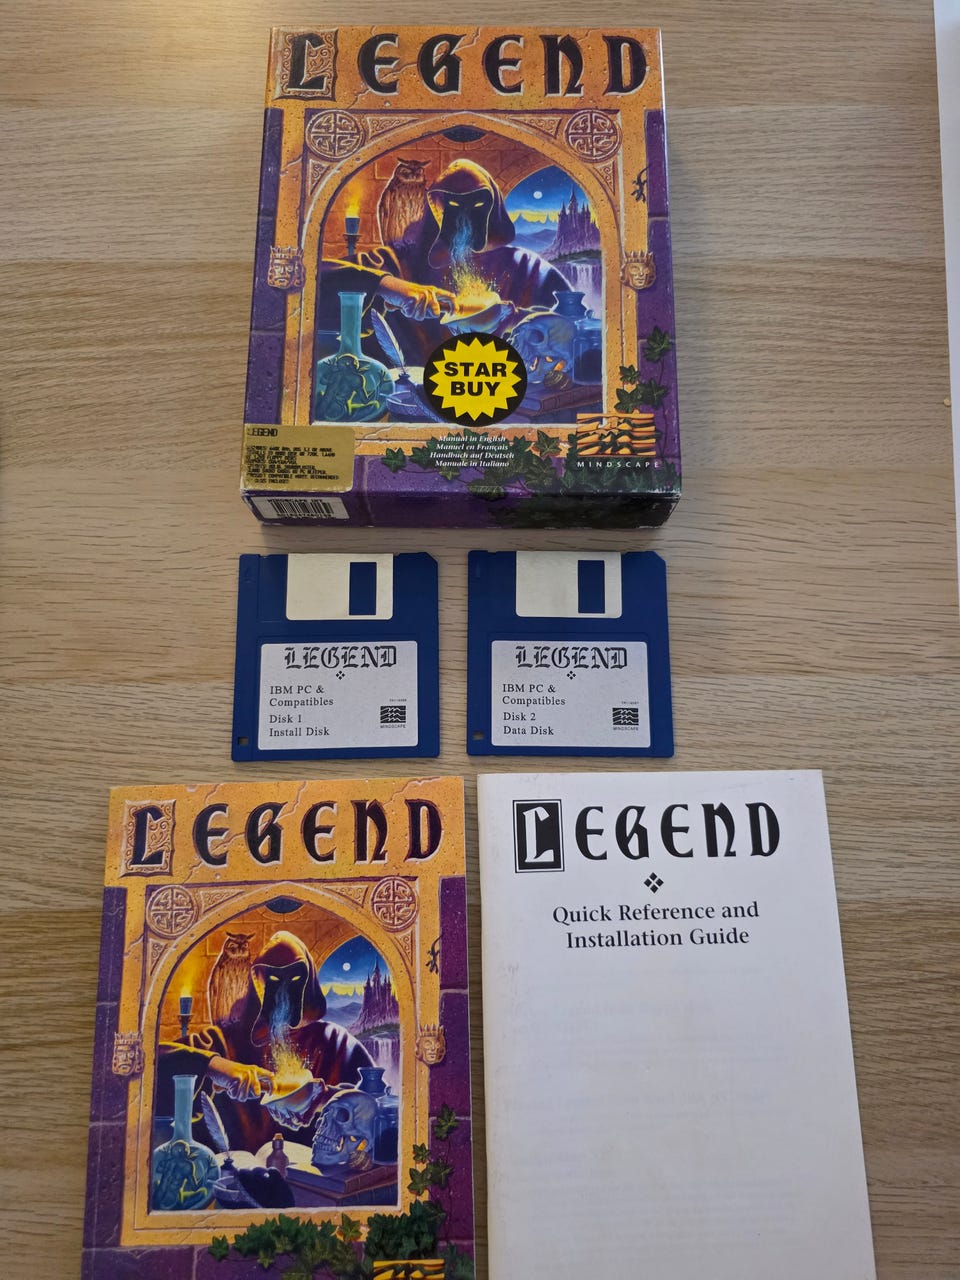 LEGEND
STAR
BUY
Manual in English
Manuel en Français
Handbuch auf Deutsch
Manuale in Italiano
MINDSCAPE
LEGEND
LEGEND
IBM PC &
Compatibles
Disk 1
Install Disk
MINDSCAPE
LEGEND
IBM PC &
Compatibles
Disk 2
Data Disk
MINDSCAPE
LEGEND
LEGEND
Quick Reference and
Installation Guide